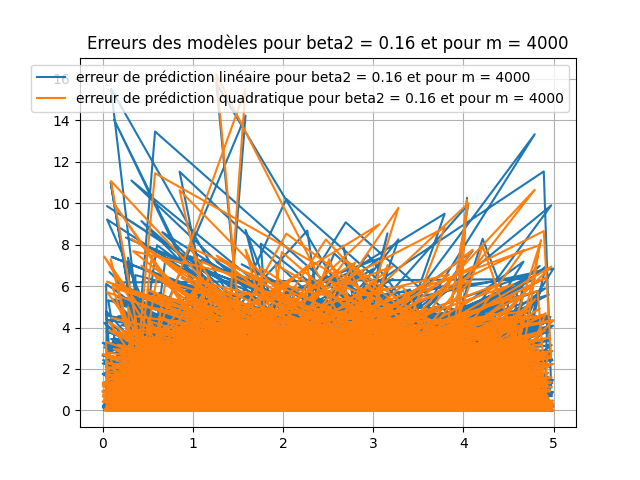 Erreurs des modèles pour beta2 = 0.16 et pour m = 4000
erreur de prédiction linéaire pour beta2 = 0.16 et pour m = 4000
erreur de prédiction quadratique pour beta2 = 0.16 et pour m = 4000
16
14
12
10
8
6
4
2
0
0 1 2 3 4 5